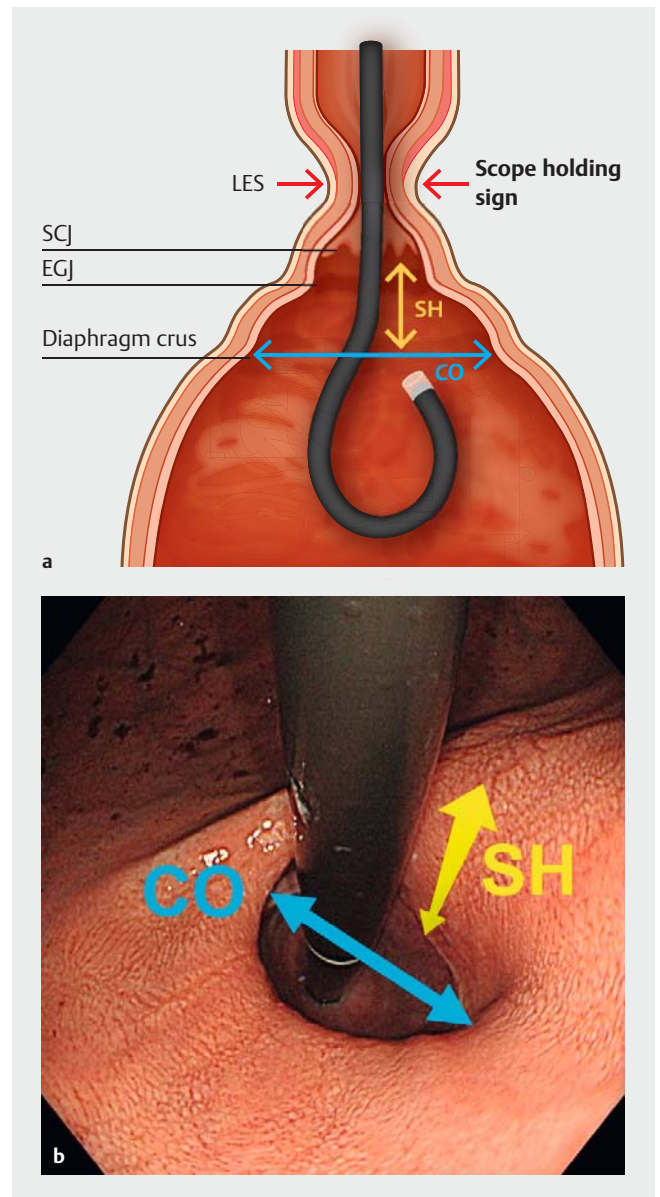 LES
Scope holding
sign
SCJ
EGJ
SH
Diaphragm crus
CO
a
CO
SH
b